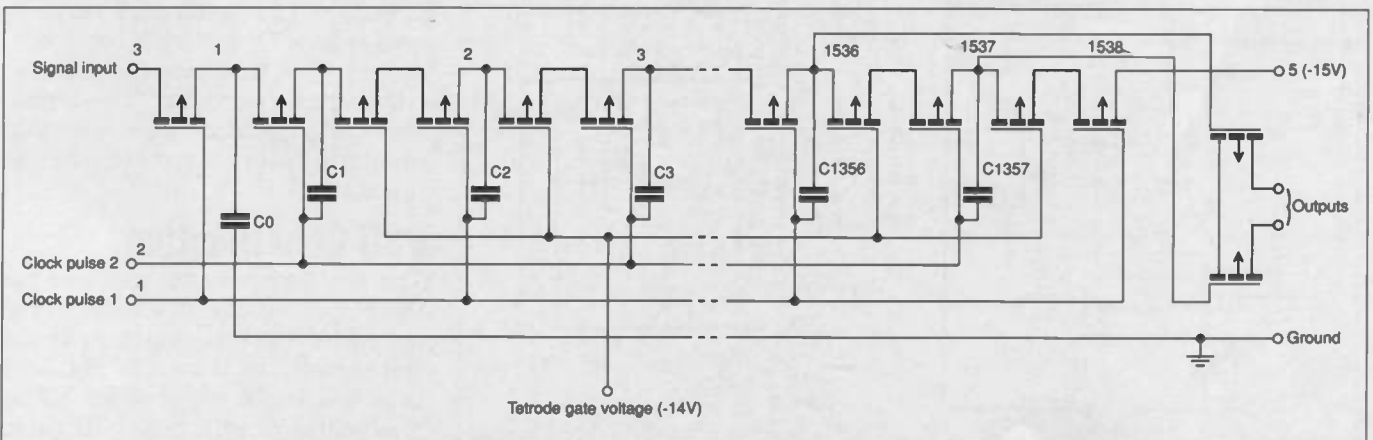 3 1 2 3 1536 1537 1538
Signal input 5 (-15V)
C1 C2 C3 C1356 C1357
C0 Outputs
Clock pulse 2 2
Clock pulse 1 1
Ground
Tetrode gate voltage (-14V)